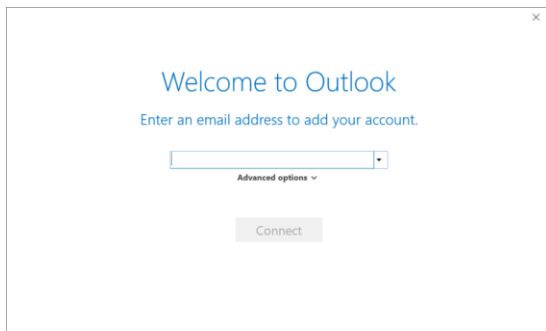 Welcome to Outlook
Enter an email address to add your account.
Advanced options
Connect